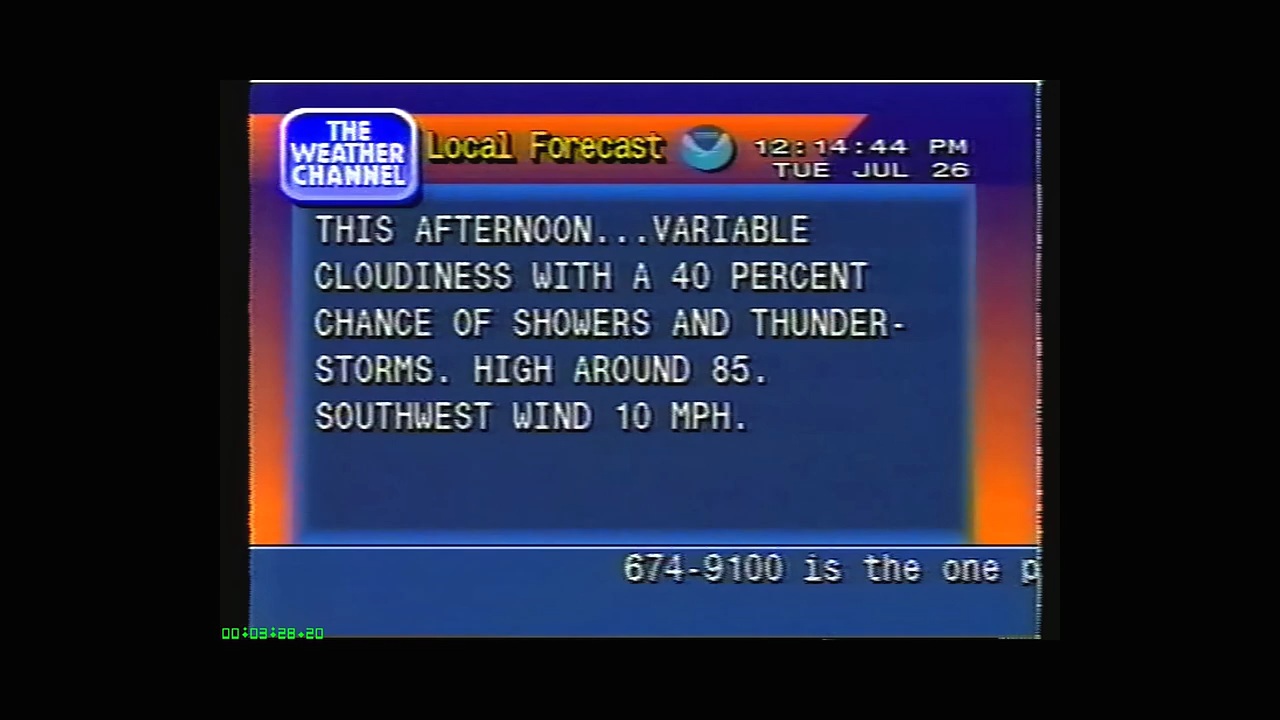 THE
WEATHER
CHANNEL
Local Forecast
12:14:44 PM
TUE JUL 26
THIS AFTERNOON...VARIABLE
CLOUDINESS WITH A 40 PERCENT
CHANCE OF SHOWERS AND THUNDER-
STORMS. HIGH AROUND 85.
SOUTHWEST WIND 10 MPH.
674-9100 is the one p
00:03:28+20